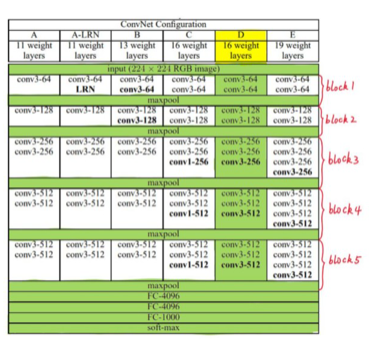 ConvNet Configuration
A A-LRN B C D E
11 weight layers 11 weight layers 13 weight layers 16 weight layers 16 weight layers 19 weight layers
input (224 × 224 RGB image)
conv3-64 conv3-64 conv3-64 conv3-64 conv3-64 conv3-64
LRN conv3-64 conv3-64 conv3-64 conv3-64
block 1
maxpool
conv3-128 conv3-128 conv3-128 conv3-128 conv3-128 conv3-128
conv3-128 conv3-128 conv3-128 conv3-128
block 2
maxpool
conv3-256 conv3-256 conv3-256 conv3-256 conv3-256 conv3-256
conv3-256 conv3-256 conv3-256 conv3-256 conv3-256 conv3-256
conv1-256 conv3-256 conv3-256
conv3-256
block3
maxpool
conv3-512 conv3-512 conv3-512 conv3-512 conv3-512 conv3-512
conv3-512 conv3-512 conv3-512 conv3-512 conv3-512 conv3-512
conv1-512 conv3-512 conv3-512
conv3-512
block4
maxpool
conv3-512 conv3-512 conv3-512 conv3-512 conv3-512 conv3-512
conv3-512 conv3-512 conv3-512 conv3-512 conv3-512 conv3-512
conv1-512 conv3-512 conv3-512
conv3-512
block5
maxpool
FC-4096
FC-4096
FC-1000
soft-max